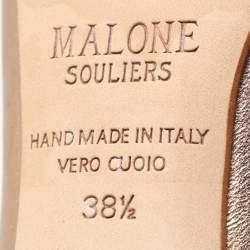 MALONE
SOULIERS
HAND MADE IN ITALY
VERO CUOIO
38½